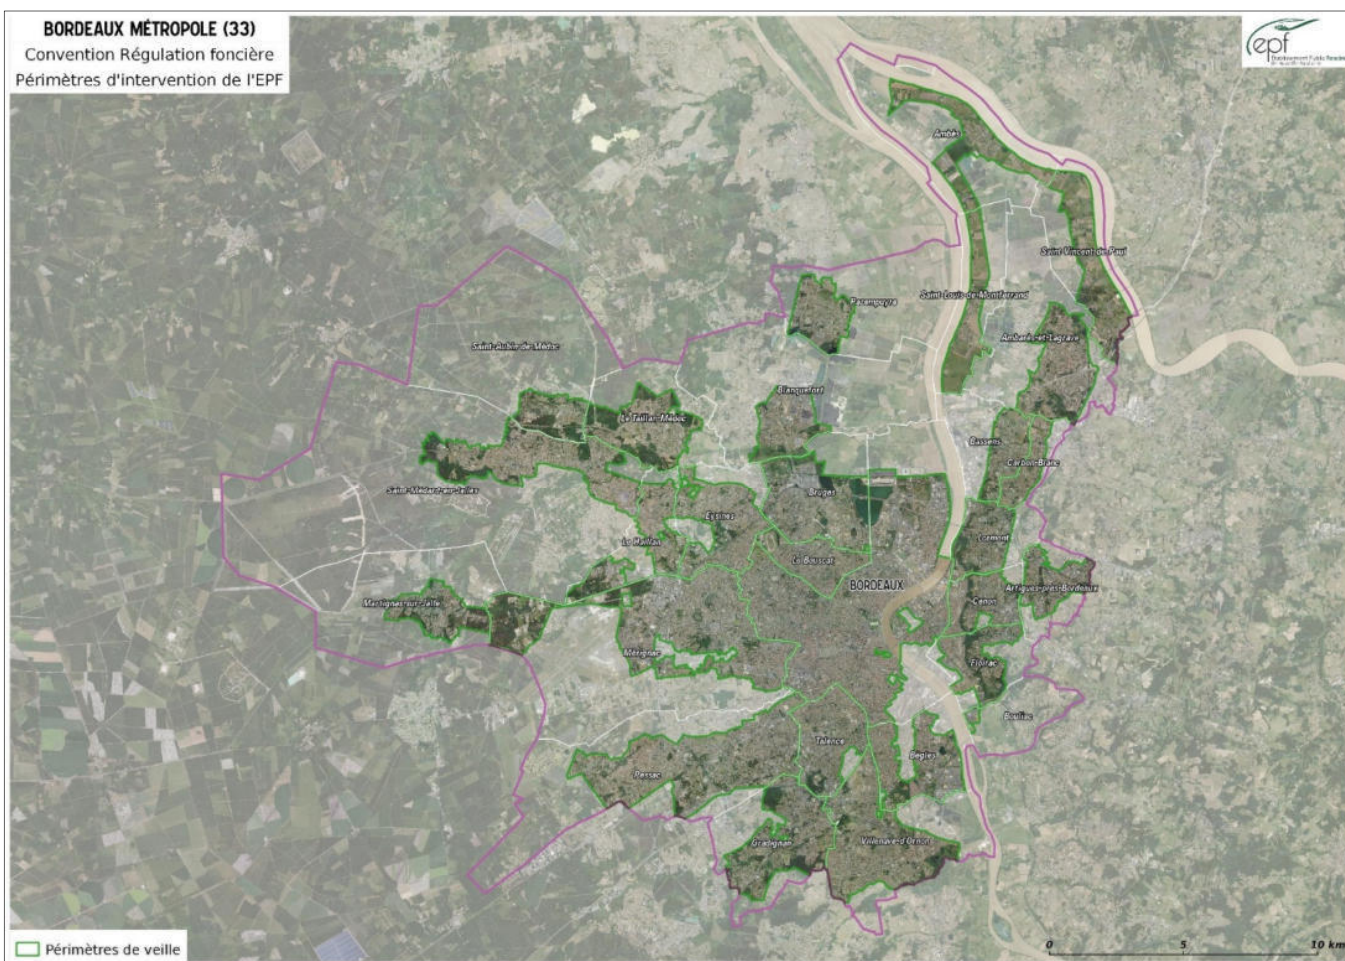 BORDEAUX MÉTROPOLE (33)
Convention Régulation foncière
Périmètres d'intervention de l'EPF
epf
Etablissement Public Foncier
Ambès
Saint-Vincent-de-Paul
Saint-Louis-de-Montferrand
Parempuyre
Ambarès-et-Lagrave
Saint-Aubin-de-Médoc
Blanquefort
Le Taillan-Médoc
Bassens
Carbon-Blanc
Saint-Médard-en-Jalles
Bruges
Eysines
Lormont
Le Haillan
Le Bouscat
BORDEAUX
Artigues-près-Bordeaux
Martignas-sur-Jalle
Cenon
Mérignac
Floirac
Bouliac
Talence
Bègles
Pessac
Gradignan
Villenave-d'Ornon
Périmètres de veille
0 5 10 km